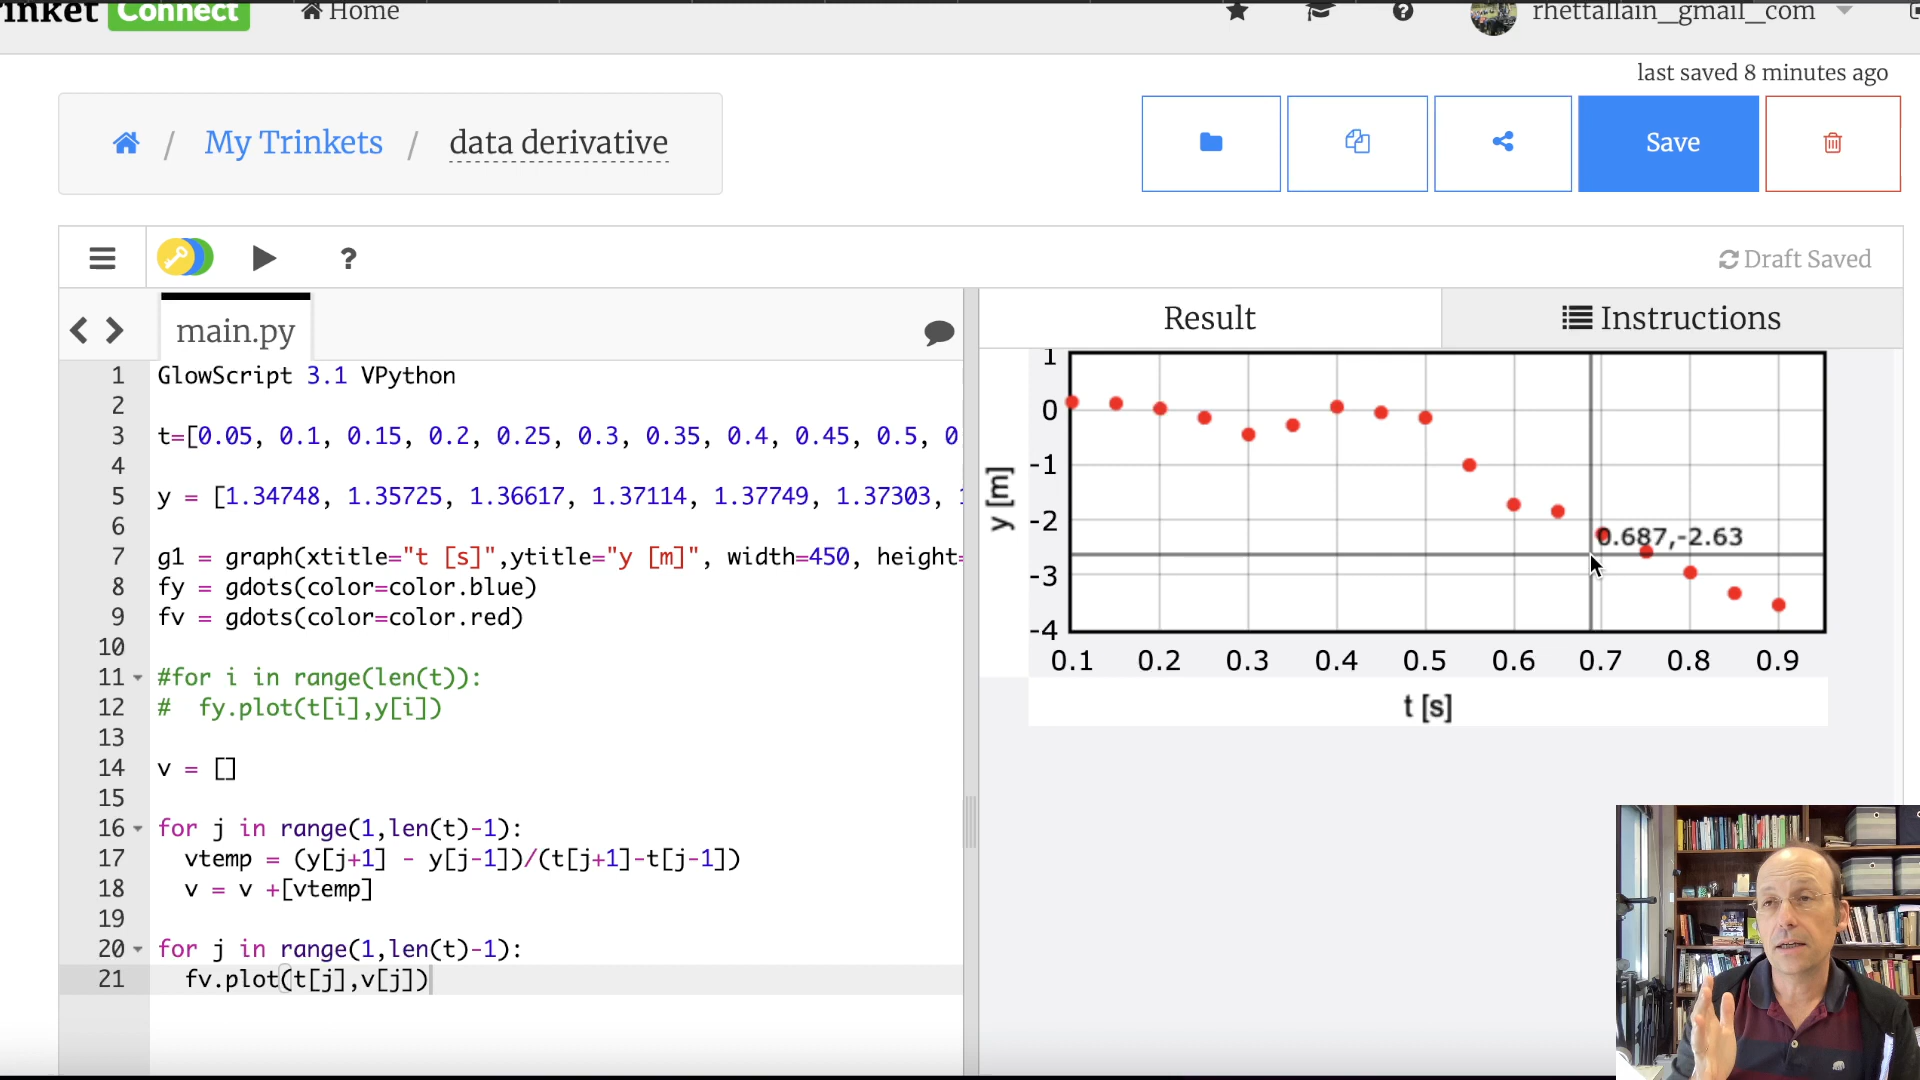 rinket Connect Home rhettallain_gmail_com
last saved 8 minutes ago
/ My Trinkets / data derivative
Save
?
Draft Saved
main.py
Result
Instructions
1 GlowScript 3.1 VPython
2
3 t=[0.05, 0.1, 0.15, 0.2, 0.25, 0.3, 0.35, 0.4, 0.45, 0.5, 0
4
5 y = [1.34748, 1.35725, 1.36617, 1.37114, 1.37749, 1.37303,
6
7 g1 = graph(xtitle="t [s]",ytitle="y [m]", width=450, height=
8 fy = gdots(color=color.blue)
9 fv = gdots(color=color.red)
10
11 #for i in range(len(t)):
12 # fy.plot(t[i],y[i])
13
14 v = []
15
16 for j in range(1,len(t)-1):
17 vtemp = (y[j+1] - y[j-1])/(t[j+1]-t[j-1])
18 v = v +[vtemp]
19
20 for j in range(1,len(t)-1):
21 fv.plot(t[j],v[j])
1
0
-1
-2
-3
-4
y [m]
0.687,-2.63
0.1 0.2 0.3 0.4 0.5 0.6 0.7 0.8 0.9
t [s]